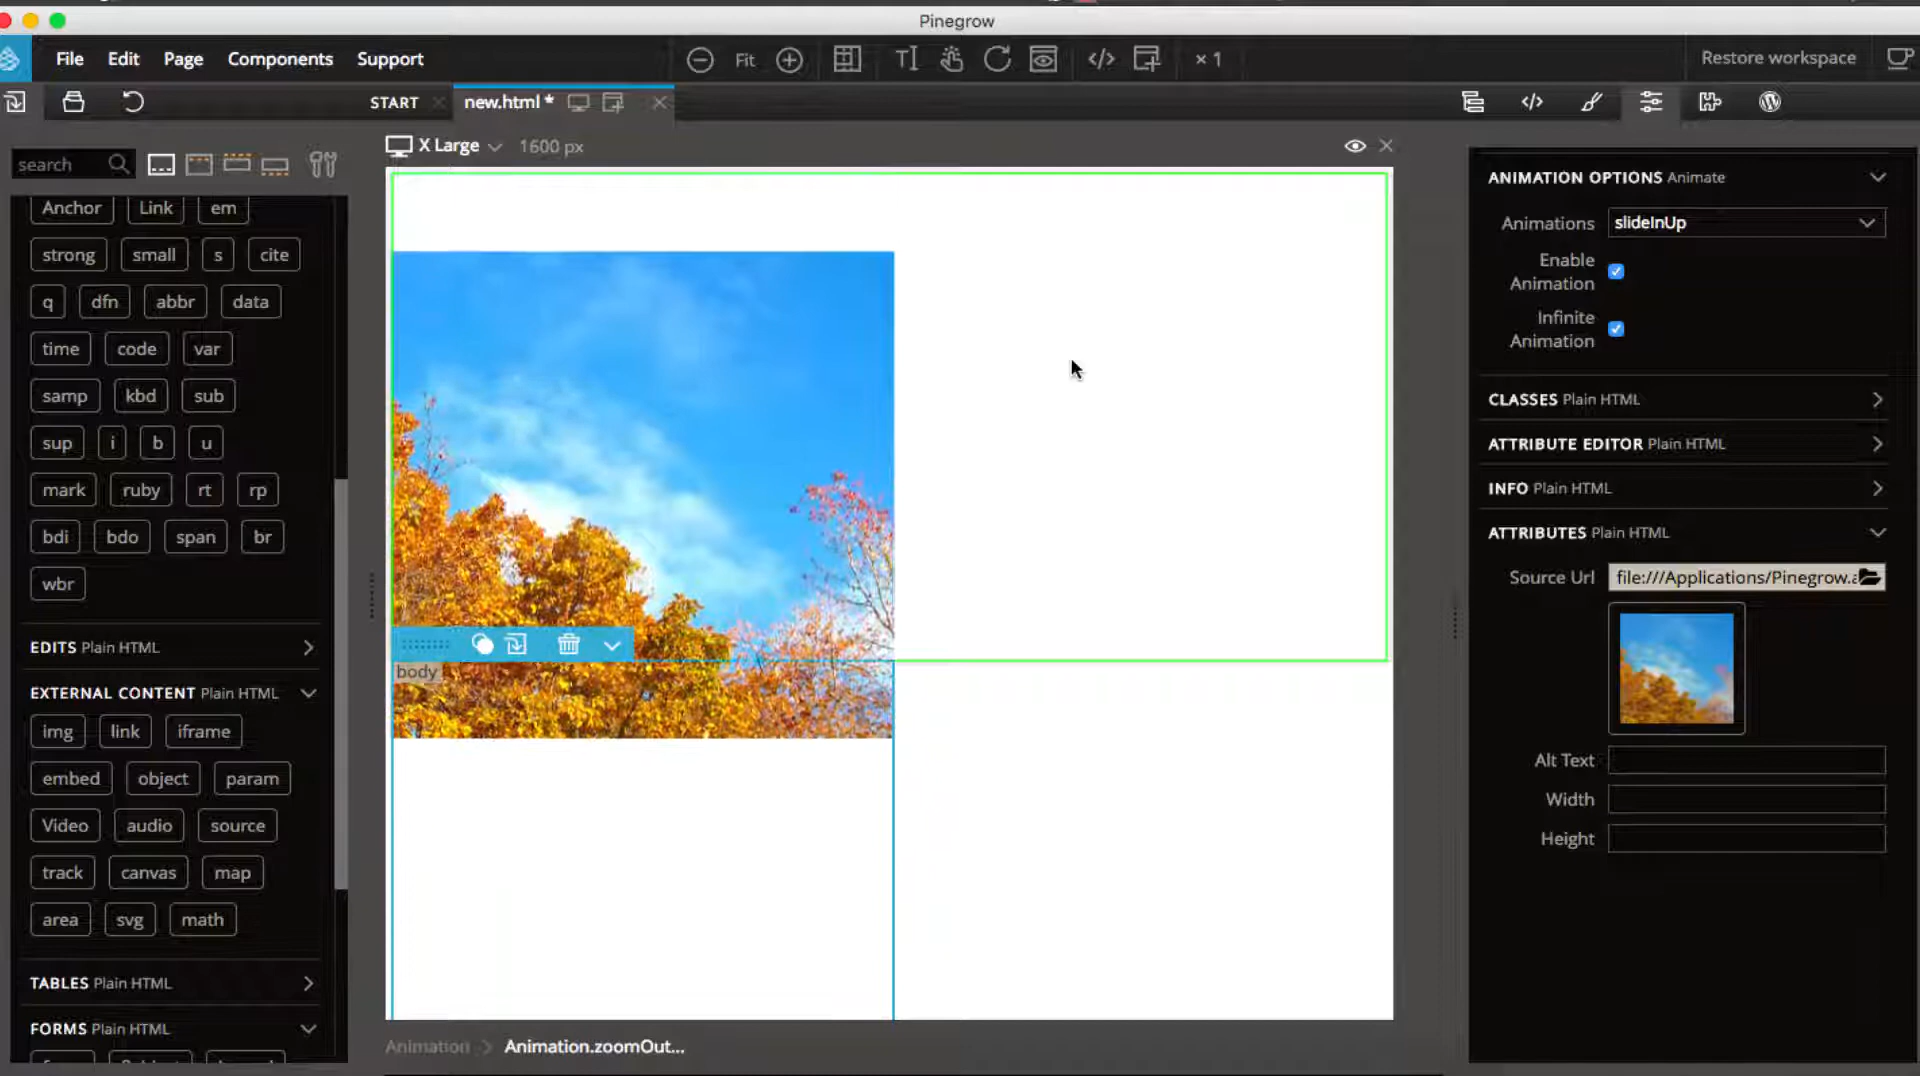 Pinegrow
File Edit Page Components Support Fit × 1 Restore workspace
START new.html *
search X Large 1600 px
Anchor Link em
strong small s cite
q dfn abbr data
time code var
samp kbd sub
sup i b u
mark ruby rt rp
bdi bdo span br
wbr
EDITS Plain HTML
EXTERNAL CONTENT Plain HTML
img link iframe
embed object param
Video audio source
track canvas map
area svg math
TABLES Plain HTML
FORMS Plain HTML
body
Animation > Animation.zoomOut...
ANIMATION OPTIONS Animate
Animations slideInUp
Enable
Animation
Infinite
Animation
CLASSES Plain HTML
ATTRIBUTE EDITOR Plain HTML
INFO Plain HTML
ATTRIBUTES Plain HTML
Source Url file:///Applications/Pinegrow.a
Alt Text
Width
Height